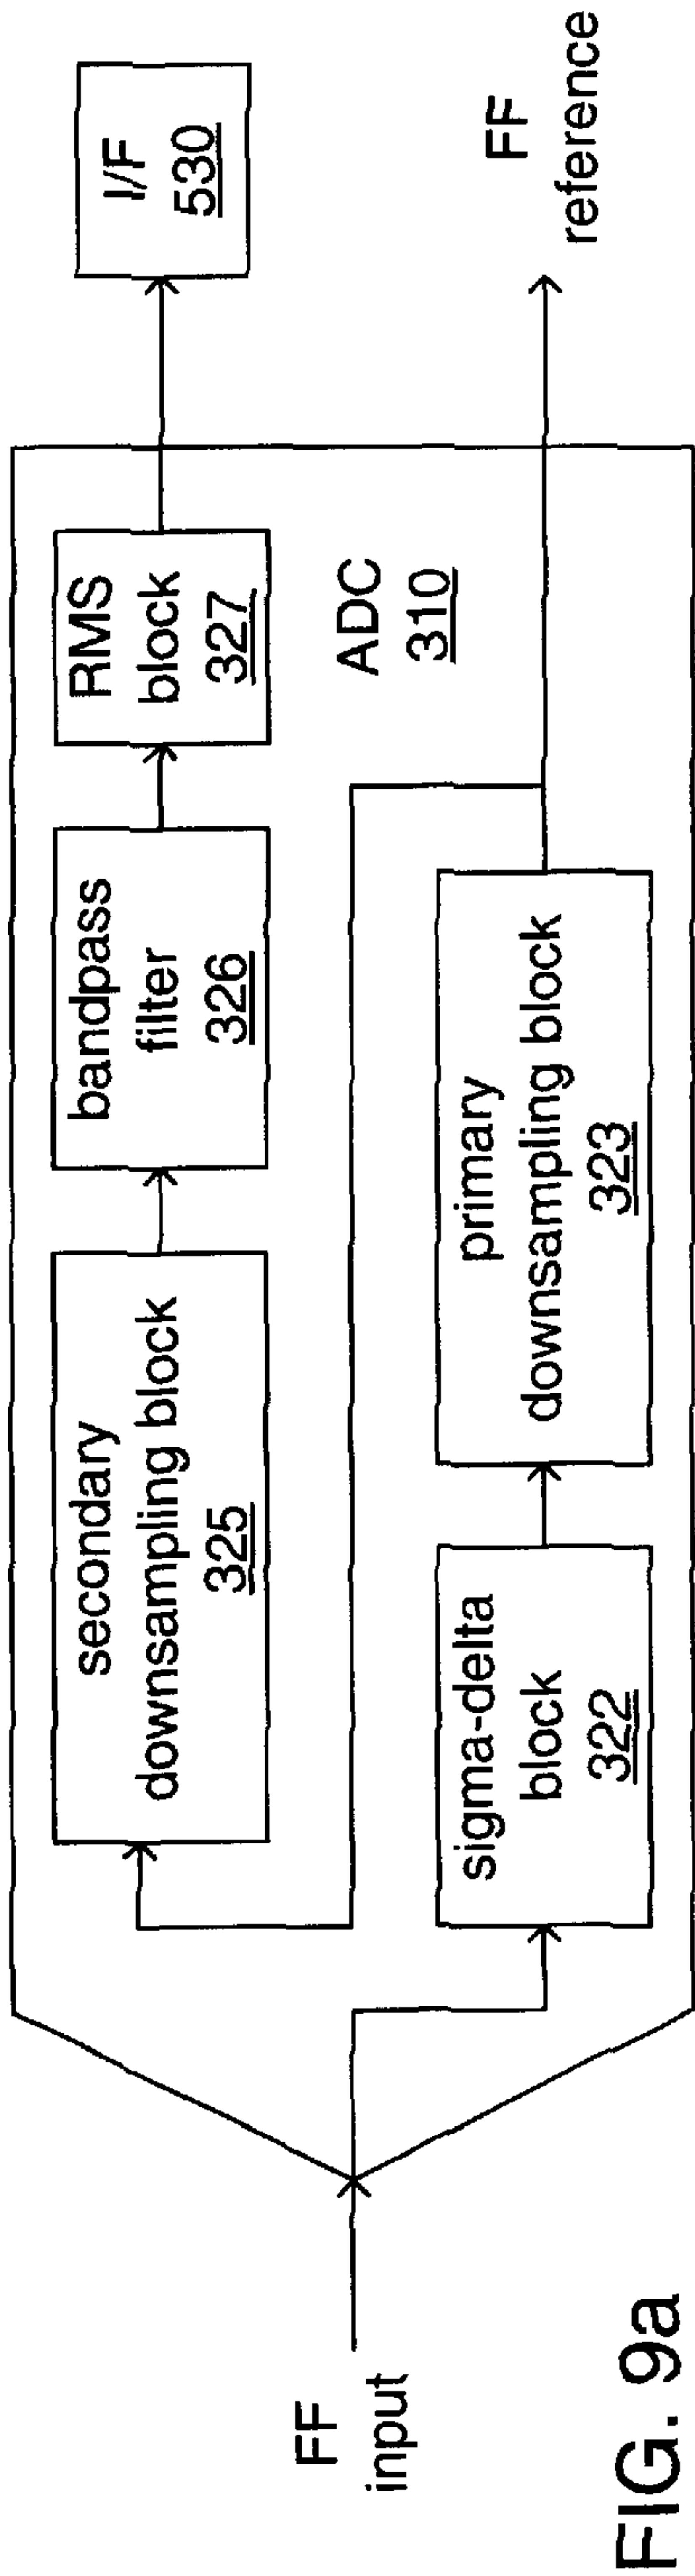 FF
input
secondary
downsampling block
325
bandpass
filter
326
RMS
block
327
I/F
530
ADC
310
sigma-delta
block
322
primary
downsampling block
323
FF
reference
FIG. 9a